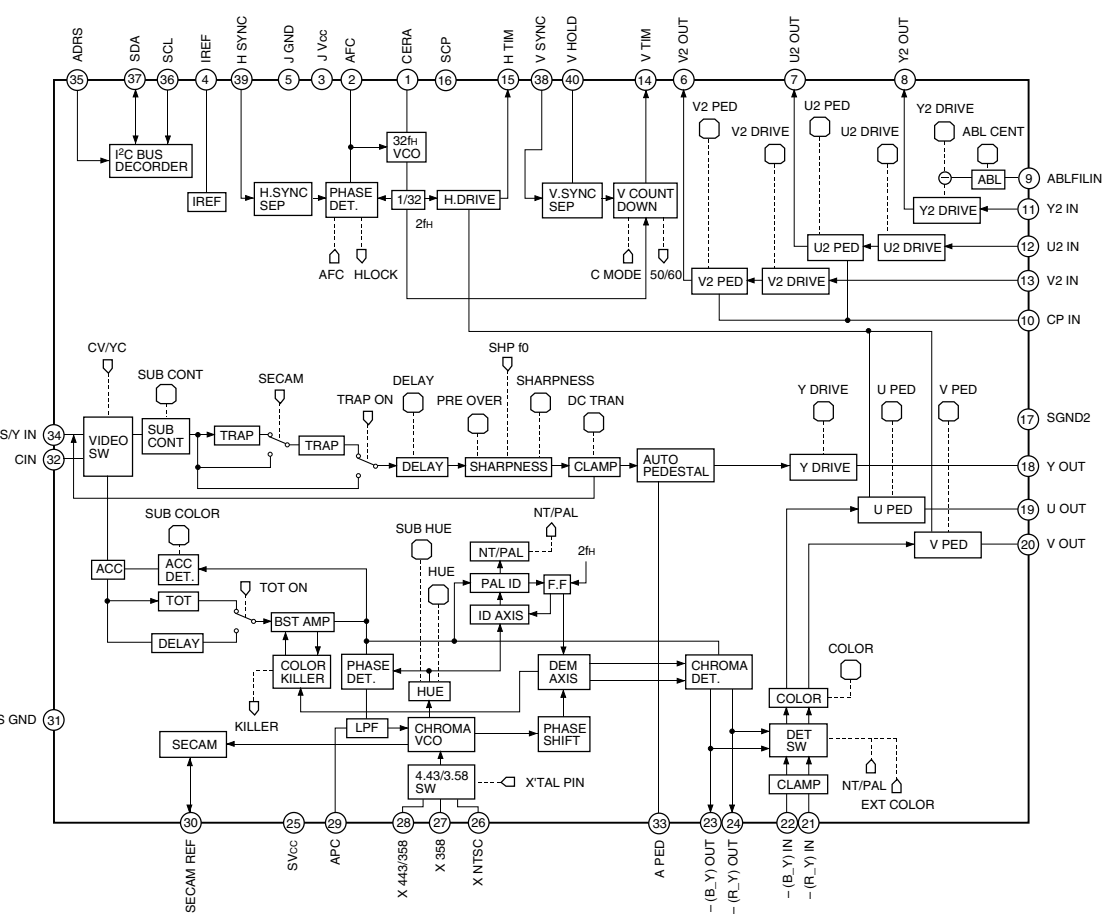 ADRS
SDA
SCL
IREF
H SYNC
J GND
J Vcc
AFC
CERA
SCP
H TIM
V SYNC
V HOLD
V TIM
V2 OUT
U2 OUT
Y2 OUT
35
37
36
4
39
5
3
2
1
16
15
38
40
14
6
7
8
V2 PED
V2 DRIVE
U2 PED
U2 DRIVE
Y2 DRIVE
ABL CENT
I²C BUS
DECORDER
IREF
H.SYNC
SEP
PHASE
DET.
32fH
VCO
1/32
2fH
H.DRIVE
V.SYNC
SEP
V COUNT
DOWN
AFC
HLOCK
C MODE
50/60
ABL
9
ABLFILIN
Y2 DRIVE
11
Y2 IN
U2 PED
U2 DRIVE
12
U2 IN
V2 PED
V2 DRIVE
13
V2 IN
10
CP IN
CV/YC
SUB CONT
SECAM
TRAP ON
DELAY
PRE OVER
SHP f0
SHARPNESS
DC TRAN
Y DRIVE
U PED
V PED
17
SGND2
S/Y IN
34
CIN
32
VIDEO
SW
SUB
CONT
TRAP
TRAP
DELAY
SHARPNESS
CLAMP
AUTO
PEDESTAL
Y DRIVE
18
Y OUT
U PED
19
U OUT
V PED
20
V OUT
SUB COLOR
ACC
ACC
DET.
TOT ON
TOT
DELAY
BST AMP
COLOR
KILLER
KILLER
SUB HUE
HUE
NT/PAL
NT/PAL
2fH
PAL ID
F.F
ID AXIS
PHASE
DET.
HUE
DEM
AXIS
CHROMA
DET.
COLOR
COLOR
S GND
31
SECAM
LPF
CHROMA
VCO
PHASE
SHIFT
DET
SW
4.43/3.58
SW
X'TAL PIN
CLAMP
NT/PAL
EXT COLOR
30
25
29
28
27
26
33
23
24
22
21
SECAM REF
SVcc
APC
X 443/358
X 358
X NTSC
A PED
– (B_Y) OUT
– (R_Y) OUT
– (B_Y) IN
– (R_Y) IN